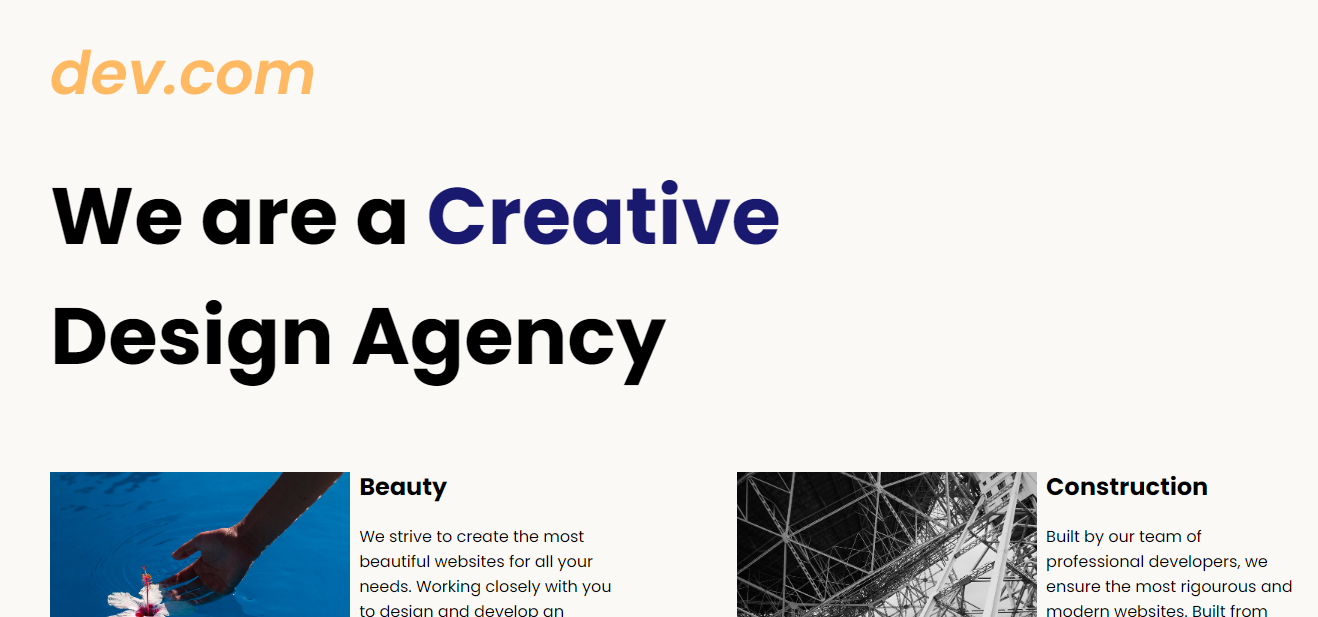 dev.com
We are a Creative
Design Agency
Beauty
We strive to create the most
beautiful websites for all your
needs. Working closely with you
to design and develop an
Construction
Built by our team of
professional developers, we
ensure the most rigourous and
modern websites. Built from